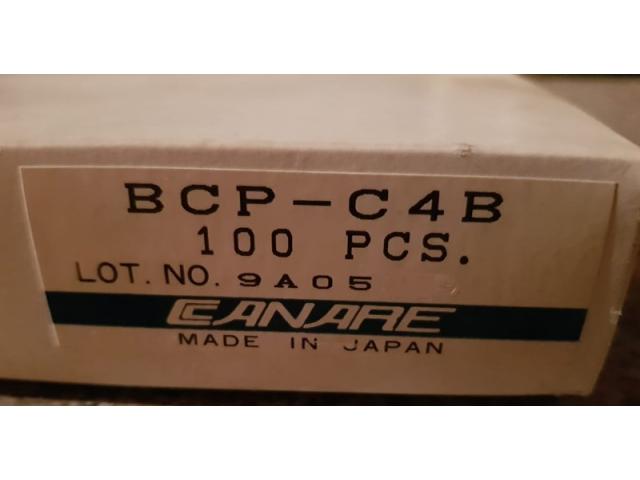 BCP-C4B
100 PCS.
LOT. NO. 9A05
CANARE
MADE IN JAPAN